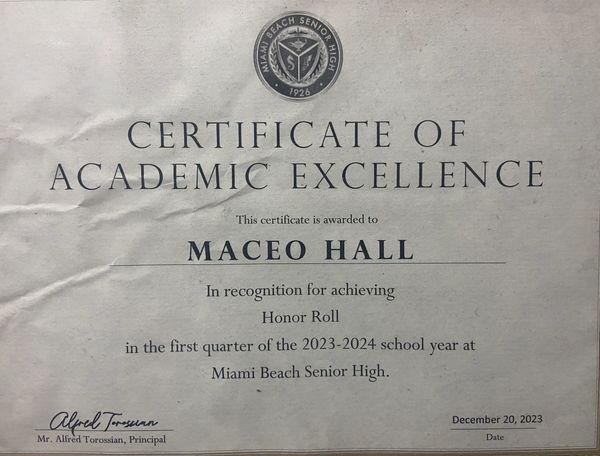 MIAMI BEACH SENIOR HIGH
1926
CERTIFICATE OF
ACADEMIC EXCELLENCE
This certificate is awarded to
MACEO HALL
In recognition for achieving
Honor Roll
in the first quarter of the 2023-2024 school year at
Miami Beach Senior High.
Alfred Torossian
Mr. Alfred Torossian, Principal
December 20, 2023
Date